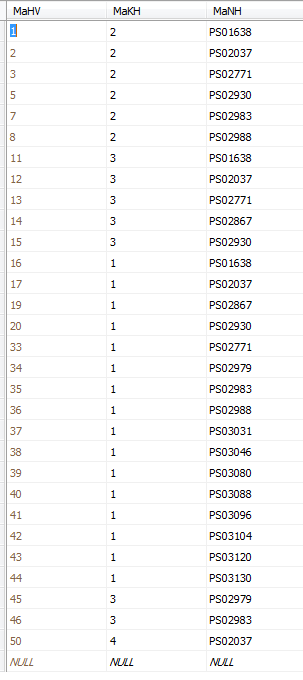 MaHV MaKH MaNH
1 2 PS01638
2 2 PS02037
3 2 PS02771
5 2 PS02930
7 2 PS02983
8 2 PS02988
11 3 PS01638
12 3 PS02037
13 3 PS02771
14 3 PS02867
15 3 PS02930
16 1 PS01638
17 1 PS02037
19 1 PS02867
20 1 PS02930
33 1 PS02771
34 1 PS02979
35 1 PS02983
36 1 PS02988
37 1 PS03031
38 1 PS03046
39 1 PS03080
40 1 PS03088
41 1 PS03096
42 1 PS03104
43 1 PS03120
44 1 PS03130
45 3 PS02979
46 3 PS02983
50 4 PS02037
NULL NULL NULL